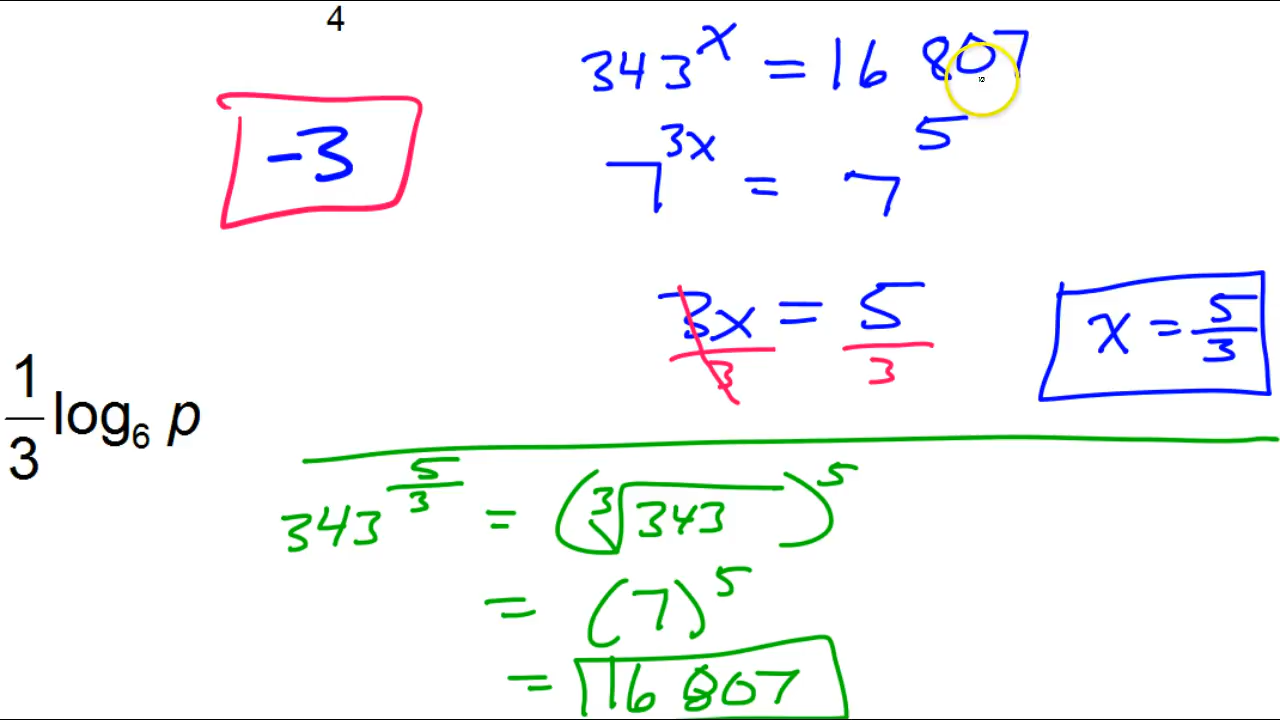 4
-3
343^x = 16 807
7^{3x} = 7^5
3x/3 = 5/3
x = 5/3
1/3 log₆ p
343^{5/3} = (∛343)^5
= (7)^5
= 16 807